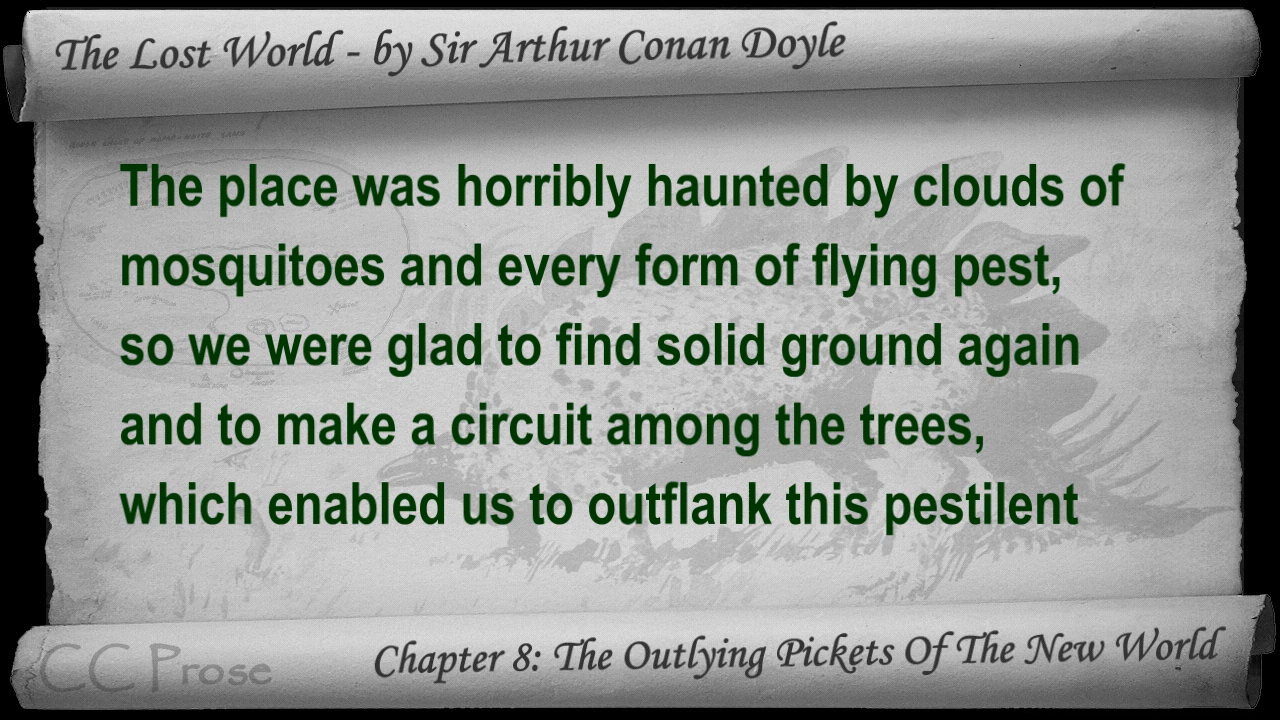 The Lost World - by Sir Arthur Conan Doyle
The place was horribly haunted by clouds of
mosquitoes and every form of flying pest,
so we were glad to find solid ground again
and to make a circuit among the trees,
which enabled us to outflank this pestilent
CC Prose
Chapter 8: The Outlying Pickets Of The New World